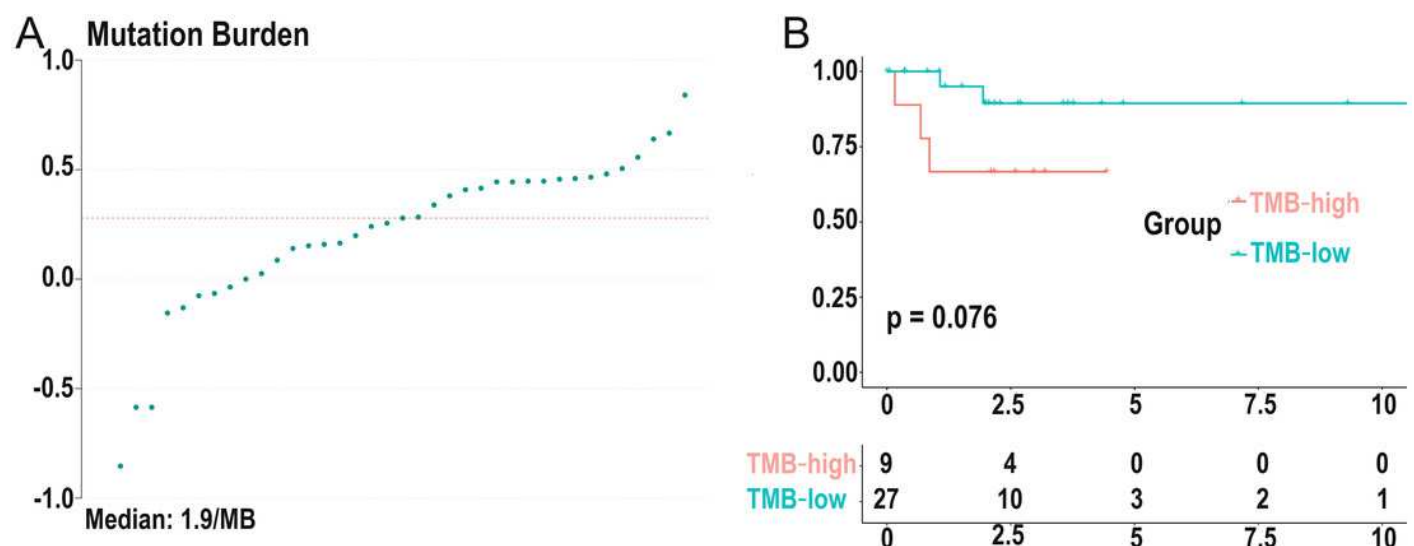 A
Mutation Burden
1.0
0.5
0.0
-0.5
-1.0
Median: 1.9/MB
B
1.00
0.75
0.50
0.25
0.00
Group
TMB-high
TMB-low
p = 0.076
0 2.5 5 7.5 10
TMB-high 9 4 0 0 0
TMB-low 27 10 3 2 1
0 2.5 5 7.5 10